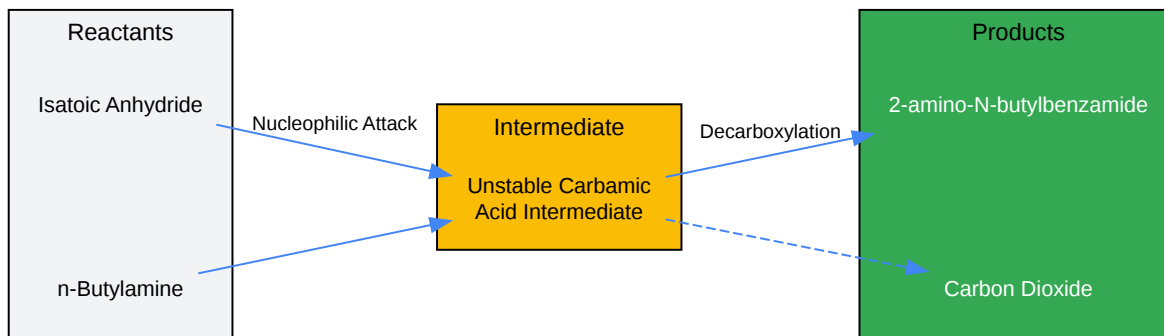 Reactants
Isatoic Anhydride
n-Butylamine
Nucleophilic Attack
Intermediate
Unstable Carbamic
Acid Intermediate
Decarboxylation
Products
2-amino-N-butylbenzamide
Carbon Dioxide